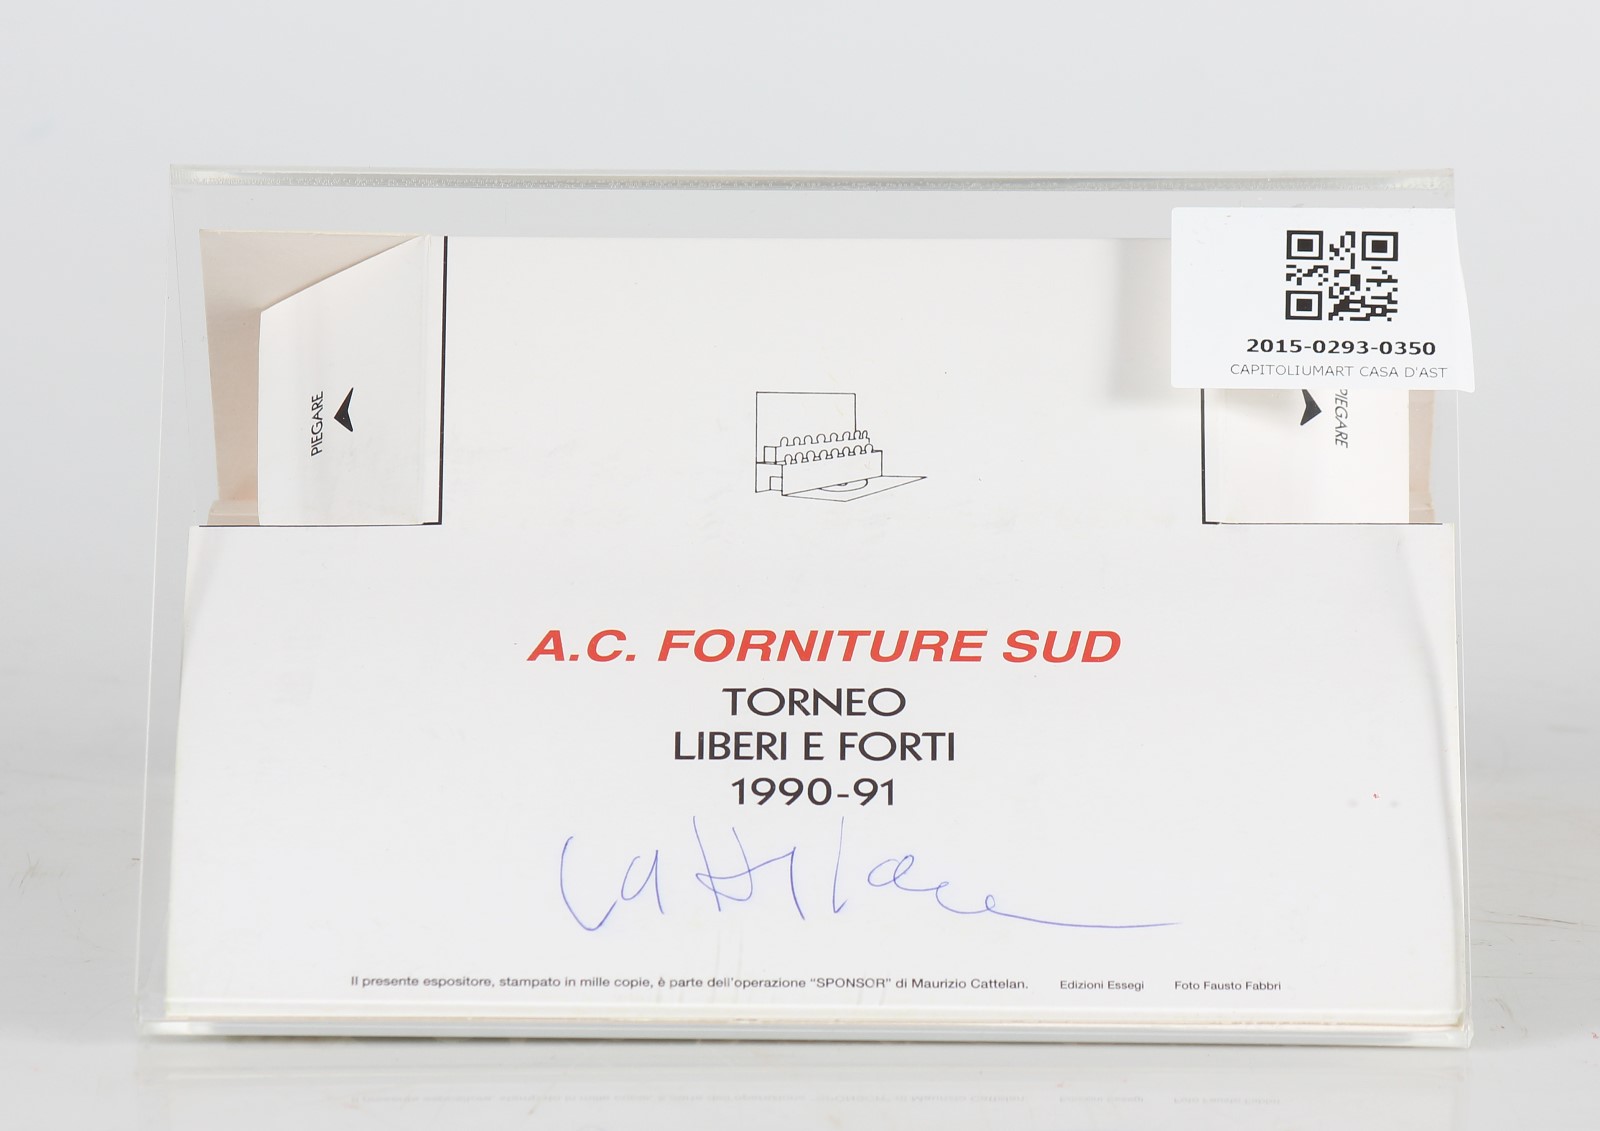 2015-0293-0350
CAPITOLIUMART CASA D'AST
PIEGARE
PIEGARE
A.C. FORNITURE SUD
TORNEO
LIBERI E FORTI
1990-91
Cattelan
Il presente espositore, stampato in mille copie, è parte dell'operazione "SPONSOR" di Maurizio Cattelan. Edizioni Essegi Foto Fausto Fabbri